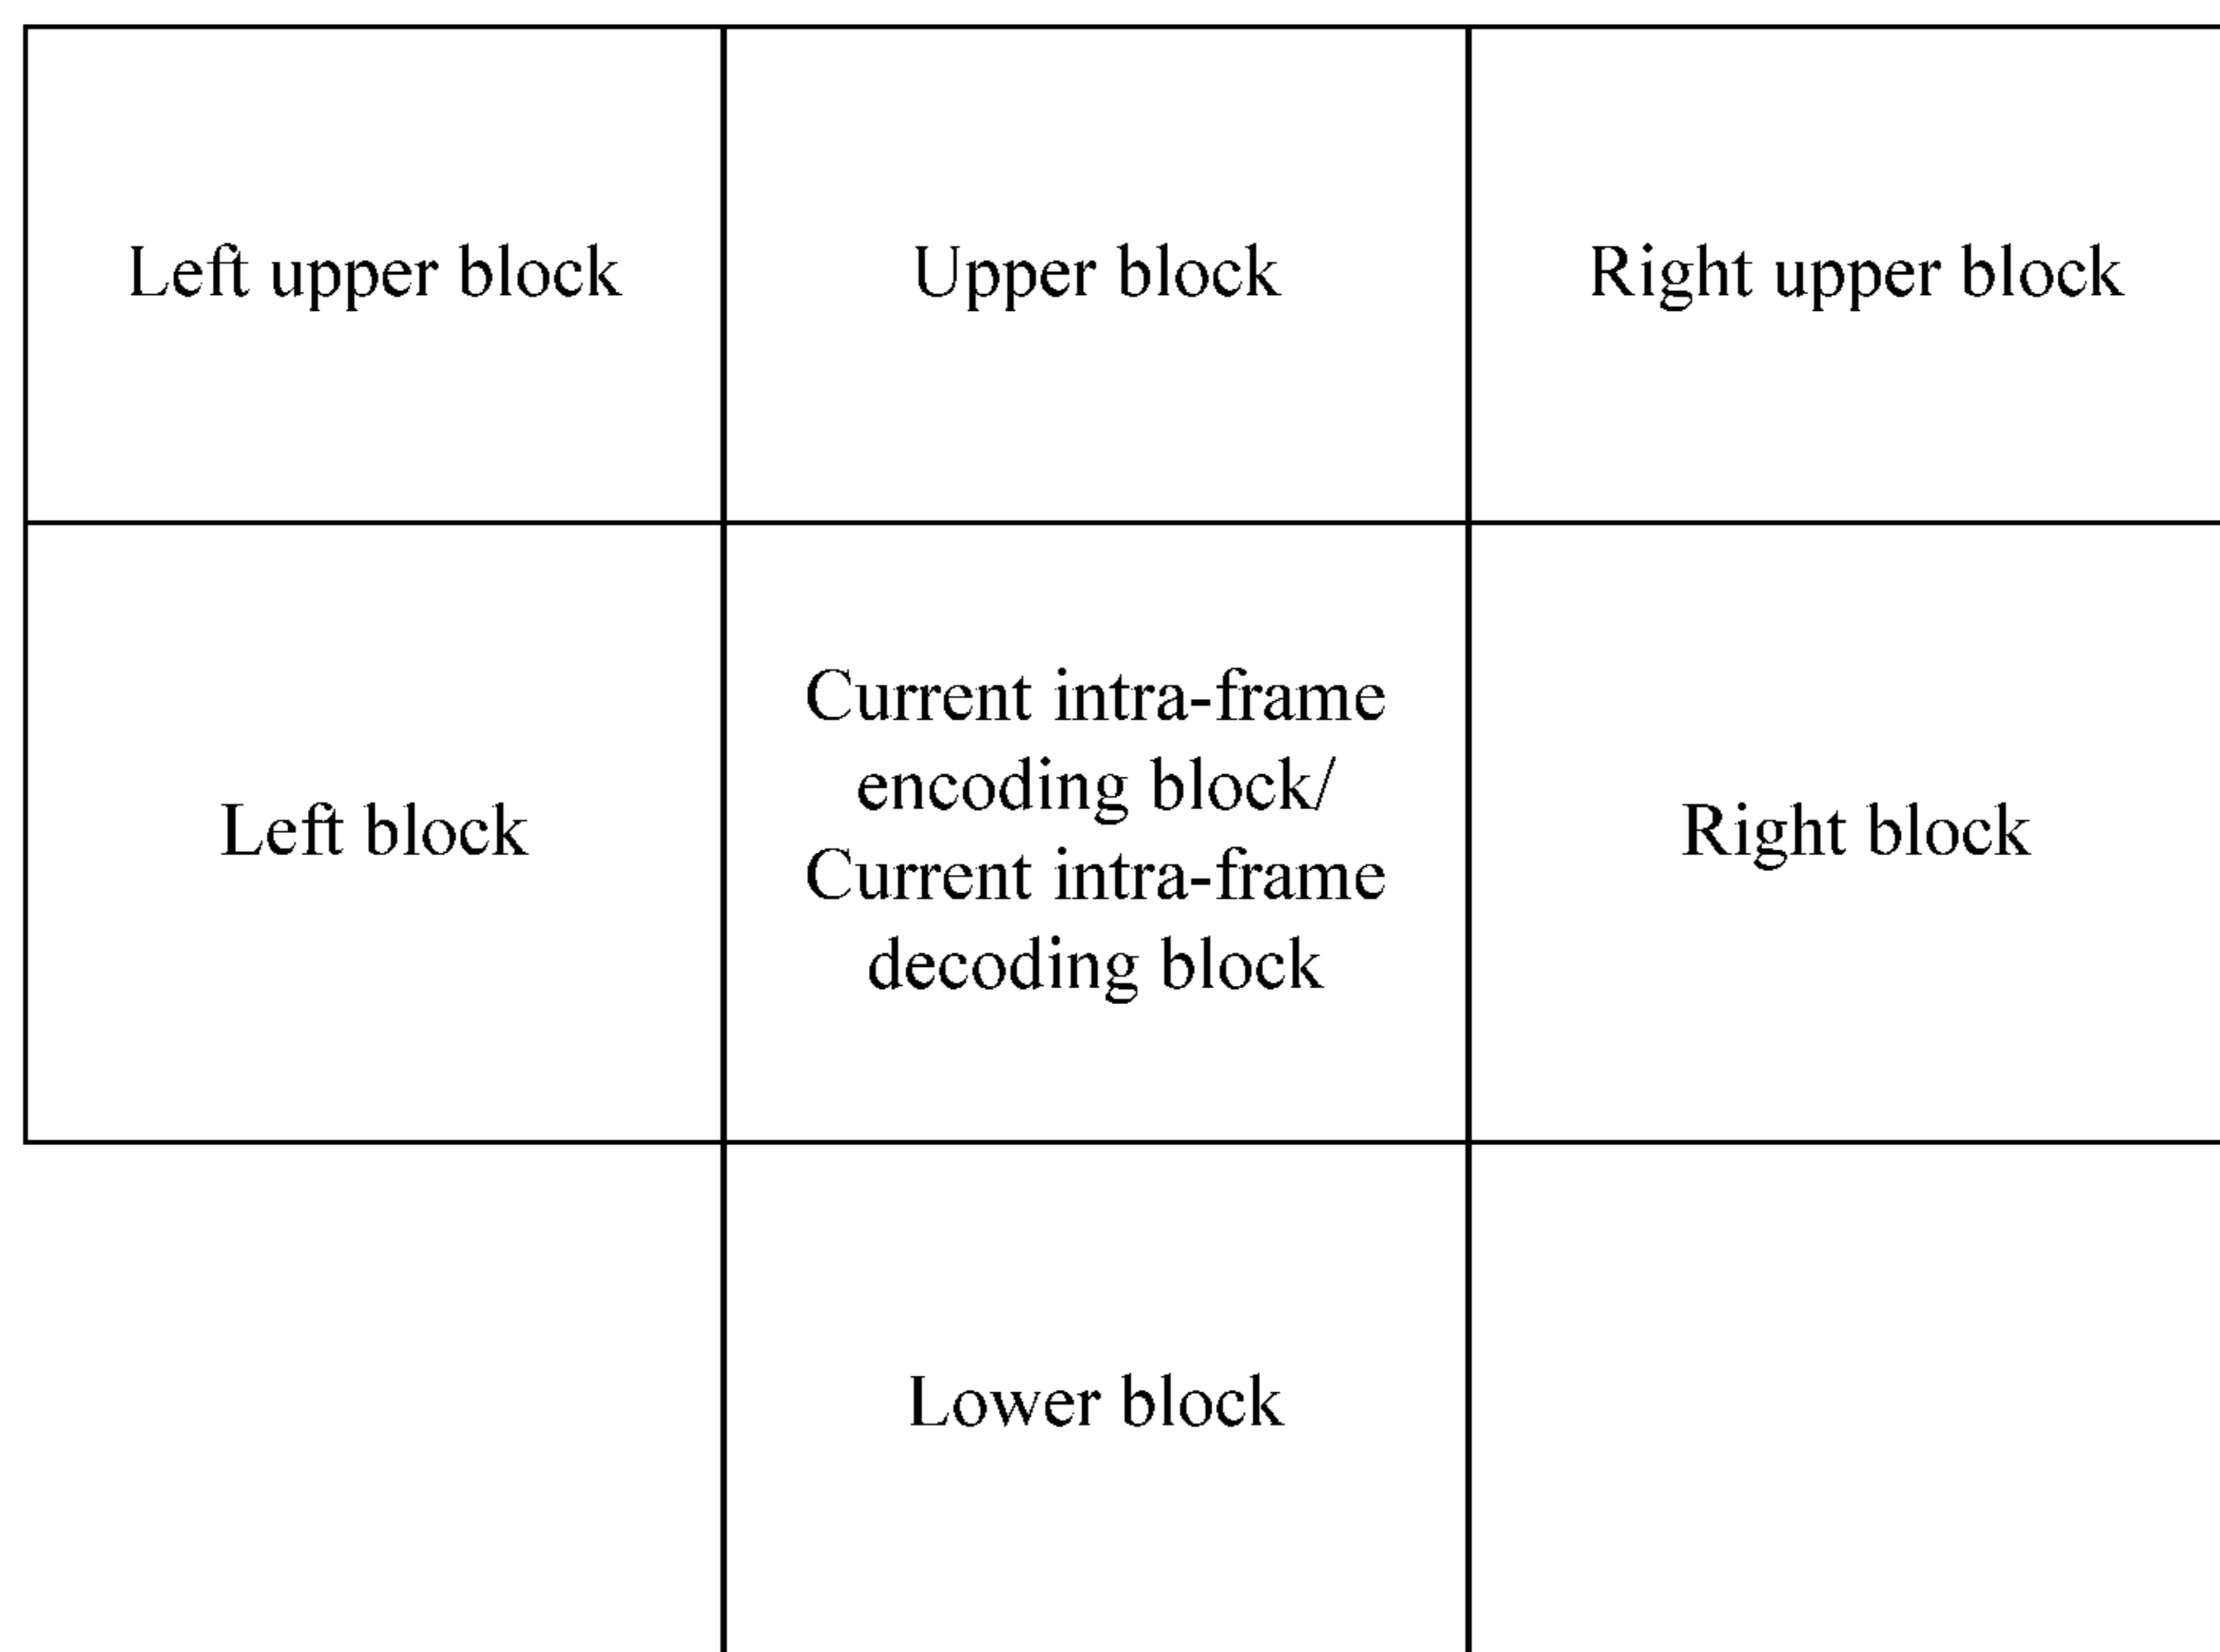 Left upper block
Upper block
Right upper block
Left block
Current intra-frame
encoding block/
Current intra-frame
decoding block
Right block
Lower block